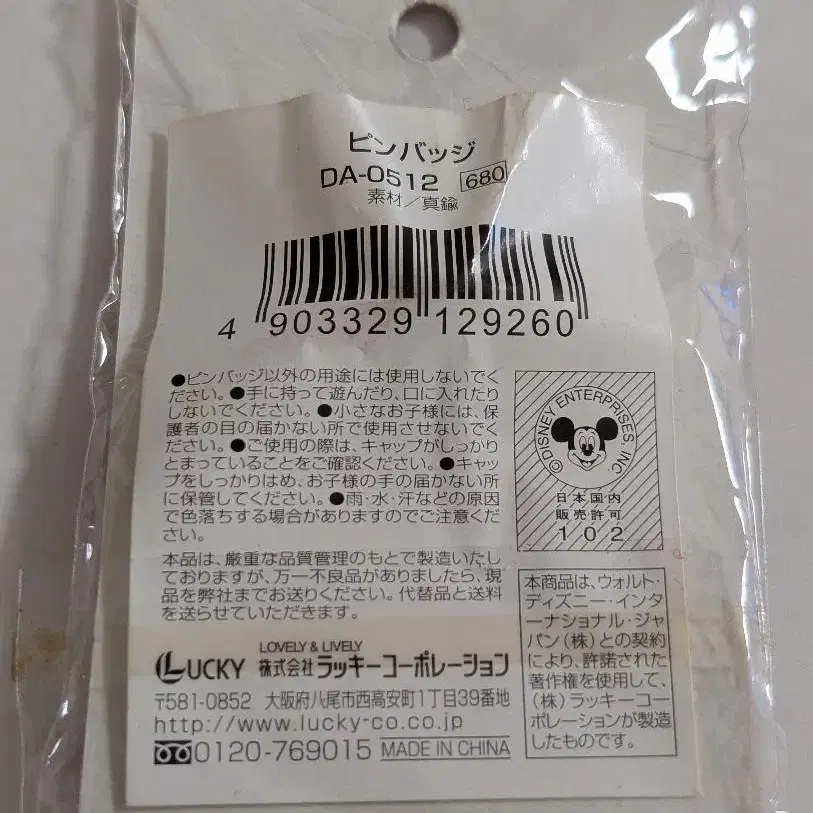 ピンバッジ
DA-0512 680
素材/真鍮
4 903329 129260
●ピンバッジ以外の用途には使用しないでく
ださい。●手に持って遊んだり、口に入れたり
しないでください。●小さなお子様には、保
護者の目の届かない所で使用させないでく
ださい。●ご使用の際は、キャップがしっかり
とまっていることをご確認ください。●キャッ
プをしっかりはめ、お子様の手の届かない所
に保管してください。●雨・水・汗などの原因
で色落ちする場合がありますのでご注意くだ
さい。
本品は、厳重な品質管理のもとで製造いたし
ておりますが、万一不良品がありましたら、現
品を弊社までお送りください。代替品と送料
を送らせていただきます。
©DISNEY ENTERPRISES, INC.
日本国内
販売許可
102
本商品は、ウォルト・
ディズニー・インター
ナショナル・ジャ
パン(株)との契約
により、許諾された
著作権を使用して、
(株)ラッキーコー
ポレーションが製造
したものです。
LOVELY & LIVELY
LUCKY 株式会社ラッキーコーポレーション
〒581-0852 大阪府八尾市西高安町1丁目39番地
http://www.lucky-co.co.jp
0120-769015 MADE IN CHINA